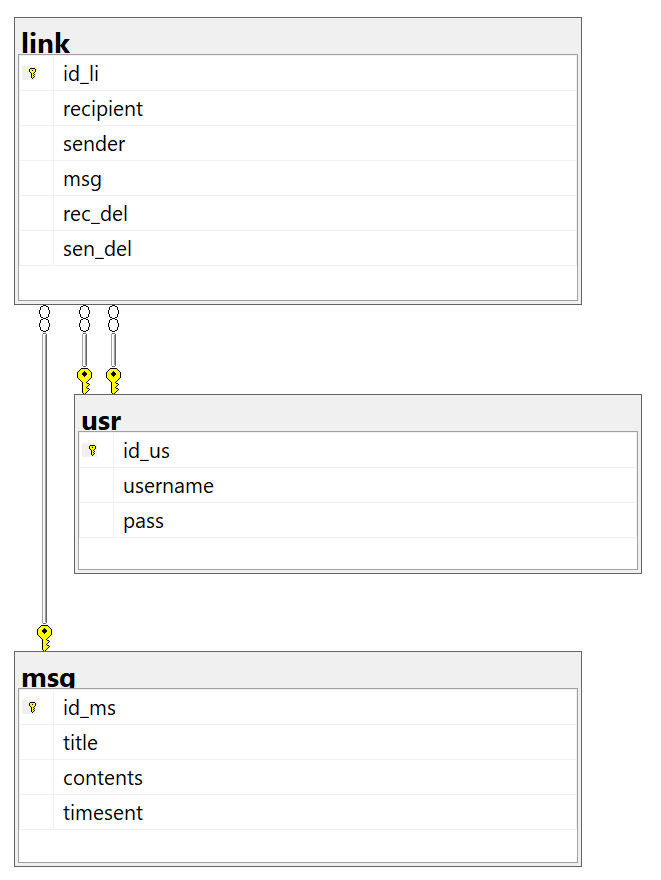 link
id_li
recipient
sender
msg
rec_del
sen_del
usr
id_us
username
pass
msg
id_ms
title
contents
timesent